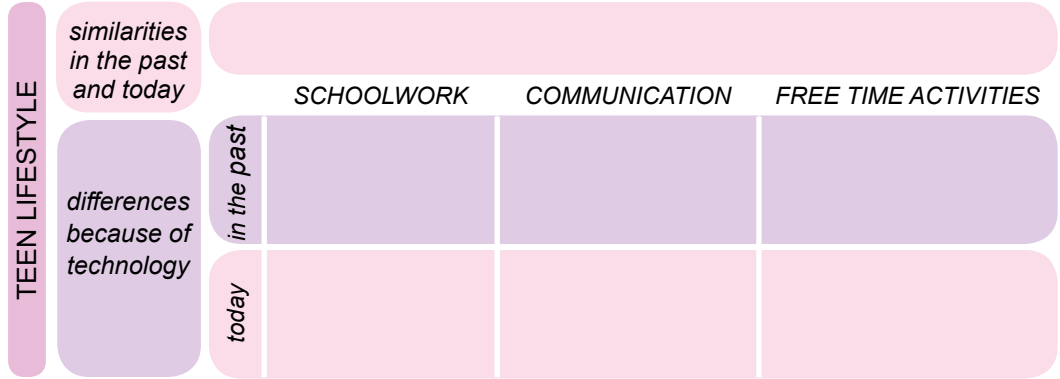 TEEN LIFESTYLE
similarities
in the past
and today
SCHOOLWORK
COMMUNICATION
FREE TIME ACTIVITIES
differences
because of
technology
in the past
today